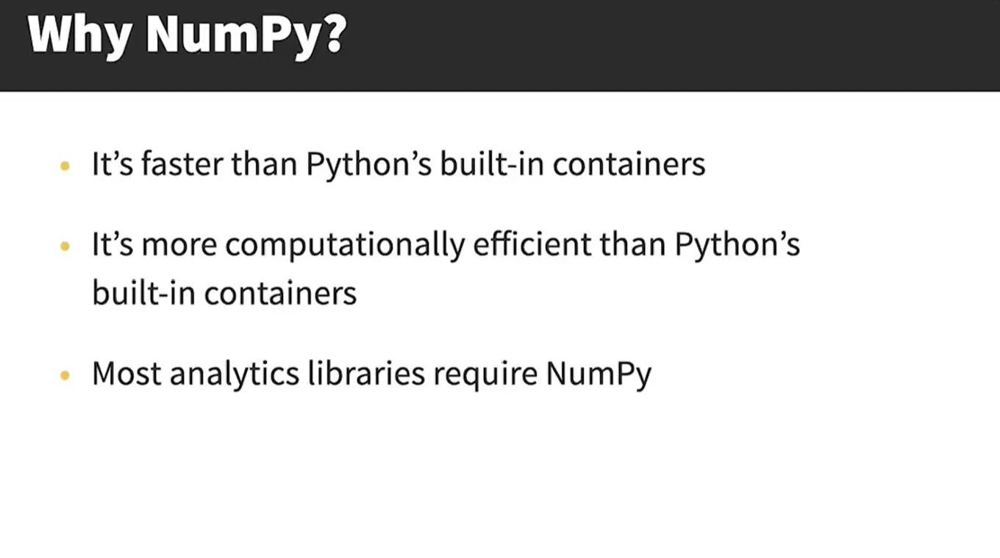 Why NumPy?
• It’s faster than Python’s built-in containers
• It’s more computationally efficient than Python’s
built-in containers
• Most analytics libraries require NumPy